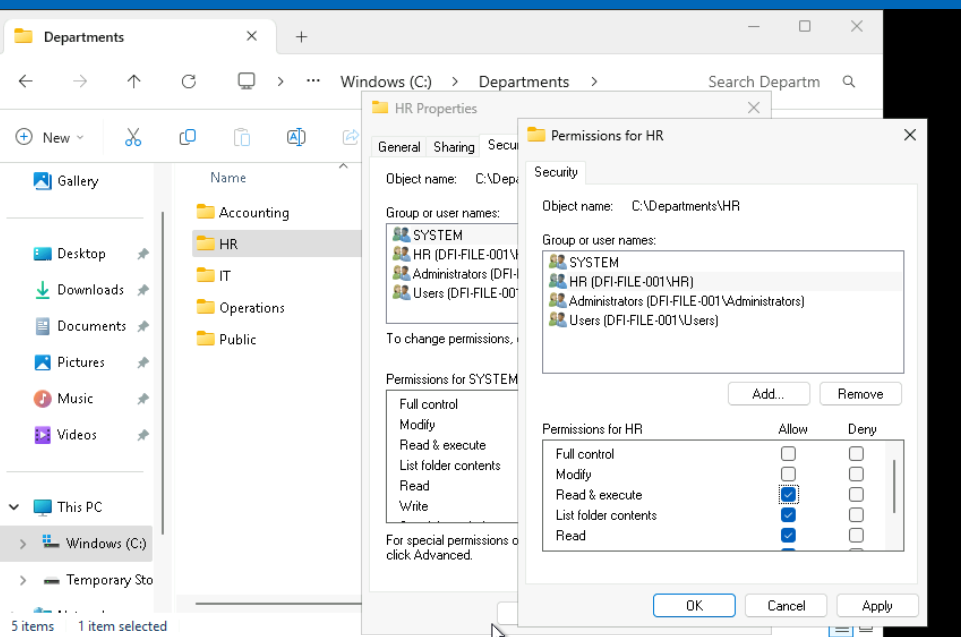 Departments
Windows (C:) > Departments >
Search Departm
HR Properties
New
Permissions for HR
General Sharing Secu
Security
Gallery
Name
Object name: C:\Depa
Object name: C:\Departments\HR
Accounting
Group or user names:
Group or user names:
Desktop
HR
SYSTEM
HR (DFI-FILE-001\H
Administrators (DFI-F
Users (DFI-FILE-001
SYSTEM
HR (DFI-FILE-001\HR)
Administrators (DFI-FILE-001\Administrators)
Users (DFI-FILE-001\Users)
Downloads
IT
Documents
Operations
Pictures
Public
To change permissions,
Music
Permissions for SYSTEM
Add...
Remove
Videos
Full control
Modify
Read & execute
List folder contents
Read
Write
Permissions for HR Allow Deny
Full control
Modify
Read & execute
List folder contents
Read
This PC
Windows (C:)
For special permissions o
click Advanced.
Temporary Sto
OK
Cancel
Apply
5 items
1 item selected